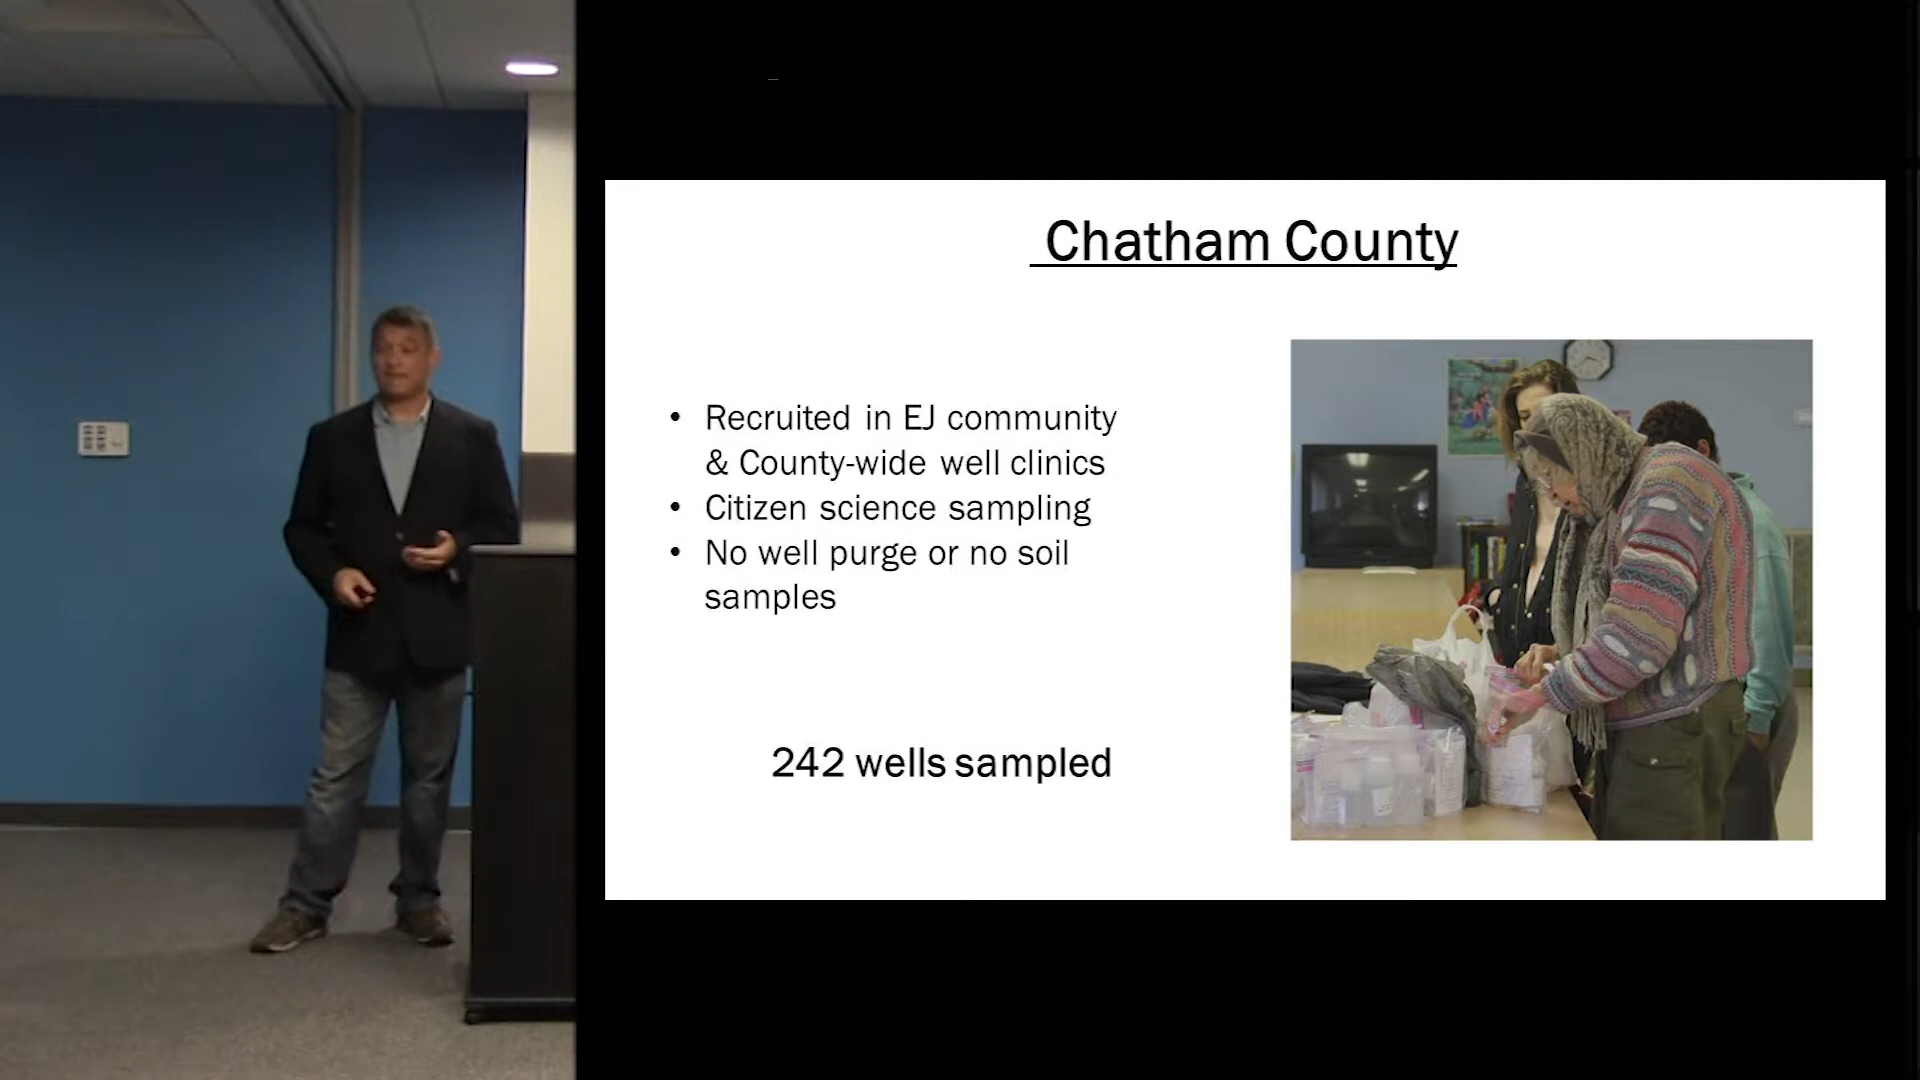 Chatham County
• Recruited in EJ community
& County-wide well clinics
• Citizen science sampling
• No well purge or no soil
samples
242 wells sampled